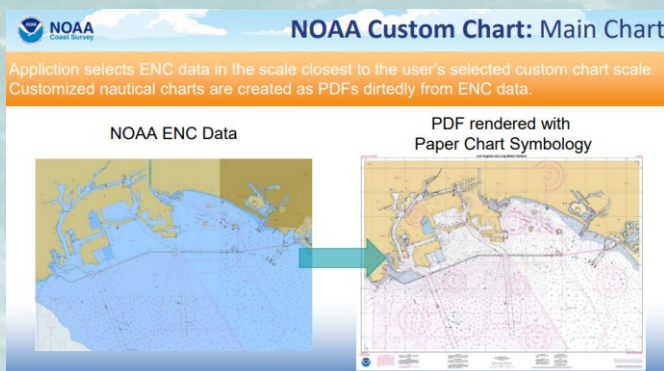 NOAA
Coast Survey
NOAA Custom Chart: Main Chart
Appliction selects ENC data in the scale closest to the user's selected custom chart scale.
Customized nautical charts are created as PDFs dirtedly from ENC data.
NOAA ENC Data
PDF rendered with
Paper Chart Symbology